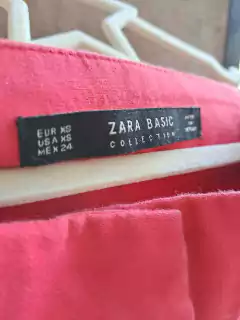 EUR XS
USA XS
MEX 24
ZARA BASIC
COLLECTION